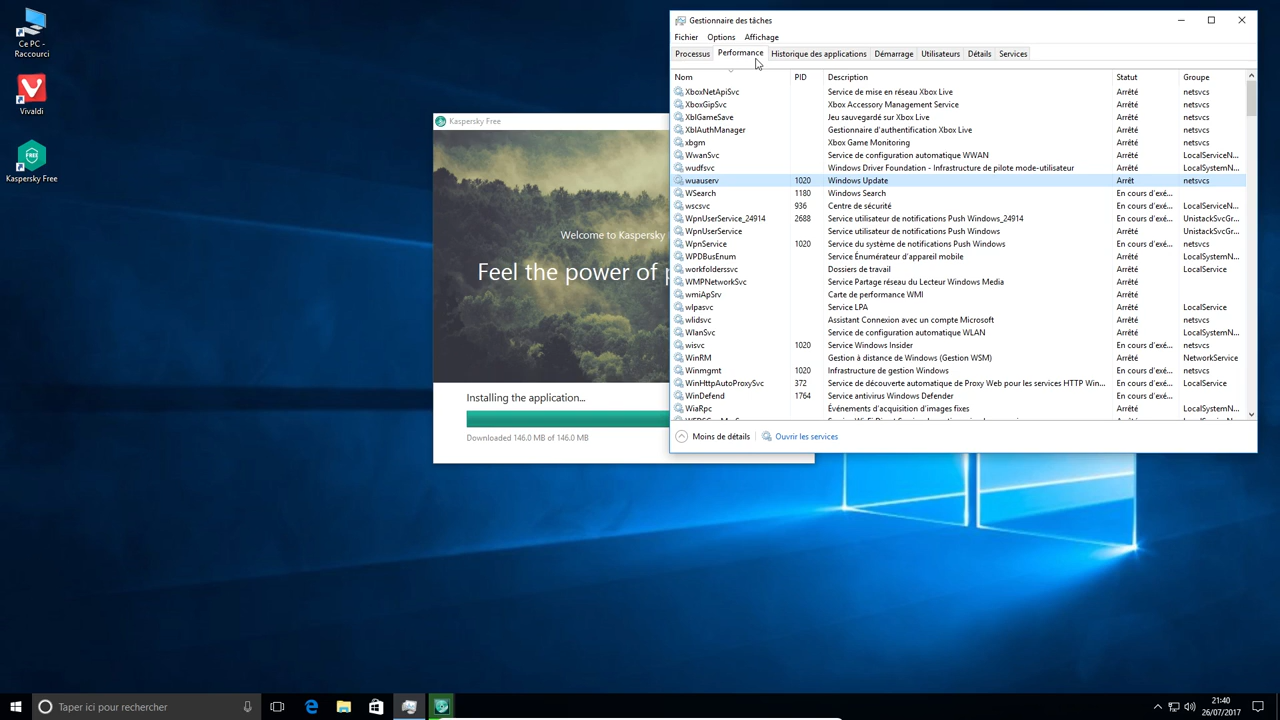 Ce PC -
Raccourci
Vivaldi
Kaspersky Free
Kaspersky Free
Welcome to Kaspersky
Feel the power of p
Installing the application...
Downloaded 146.0 MB of 146.0 MB
Gestionnaire des tâches
Fichier Options Affichage
Processus Performance Historique des applications Démarrage Utilisateurs Détails Services
Nom PID Description Statut Groupe
XboxNetApiSvc Service de mise en réseau Xbox Live Arrêté netsvcs
XboxGipSvc Xbox Accessory Management Service Arrêté netsvcs
XblGameSave Jeu sauvegardé sur Xbox Live Arrêté netsvcs
XblAuthManager Gestionnaire d'authentification Xbox Live Arrêté netsvcs
xbgm Xbox Game Monitoring Arrêté netsvcs
WwanSvc Service de configuration automatique WWAN Arrêté LocalServiceN...
wudfsvc Windows Driver Foundation - Infrastructure de pilote mode-utilisateur Arrêté LocalSystemN...
wuauserv 1020 Windows Update Arrêt netsvcs
WSearch 1180 Windows Search En cours d'exé...
wscsvc 936 Centre de sécurité En cours d'exé... LocalServiceN...
WpnUserService_24914 2688 Service utilisateur de notifications Push Windows_24914 En cours d'exé... UnistackSvcGr...
WpnUserService Service utilisateur de notifications Push Windows Arrêté UnistackSvcGr...
WpnService 1020 Service du système de notifications Push Windows En cours d'exé... netsvcs
WPDBusEnum Service Énumérateur d'appareil mobile Arrêté LocalSystemN...
workfolderssvc Dossiers de travail Arrêté LocalService
WMPNetworkSvc Service Partage réseau du Lecteur Windows Media Arrêté
wmiApSrv Carte de performance WMI Arrêté
wlpasvc Service LPA Arrêté LocalService
wlidsvc Assistant Connexion avec un compte Microsoft Arrêté netsvcs
WlanSvc Service de configuration automatique WLAN Arrêté LocalSystemN...
wisvc 1020 Service Windows Insider En cours d'exé... netsvcs
WinRM Gestion à distance de Windows (Gestion WSM) Arrêté NetworkService
Winmgmt 1020 Infrastructure de gestion Windows En cours d'exé... netsvcs
WinHttpAutoProxySvc 372 Service de découverte automatique de Proxy Web pour les services HTTP Win... En cours d'exé... LocalService
WinDefend 1764 Service antivirus Windows Defender En cours d'exé...
WiaRpc Événements d'acquisition d'images fixes Arrêté LocalSystemN...
Moins de détails Ouvrir les services
Taper ici pour rechercher
21:40
26/07/2017